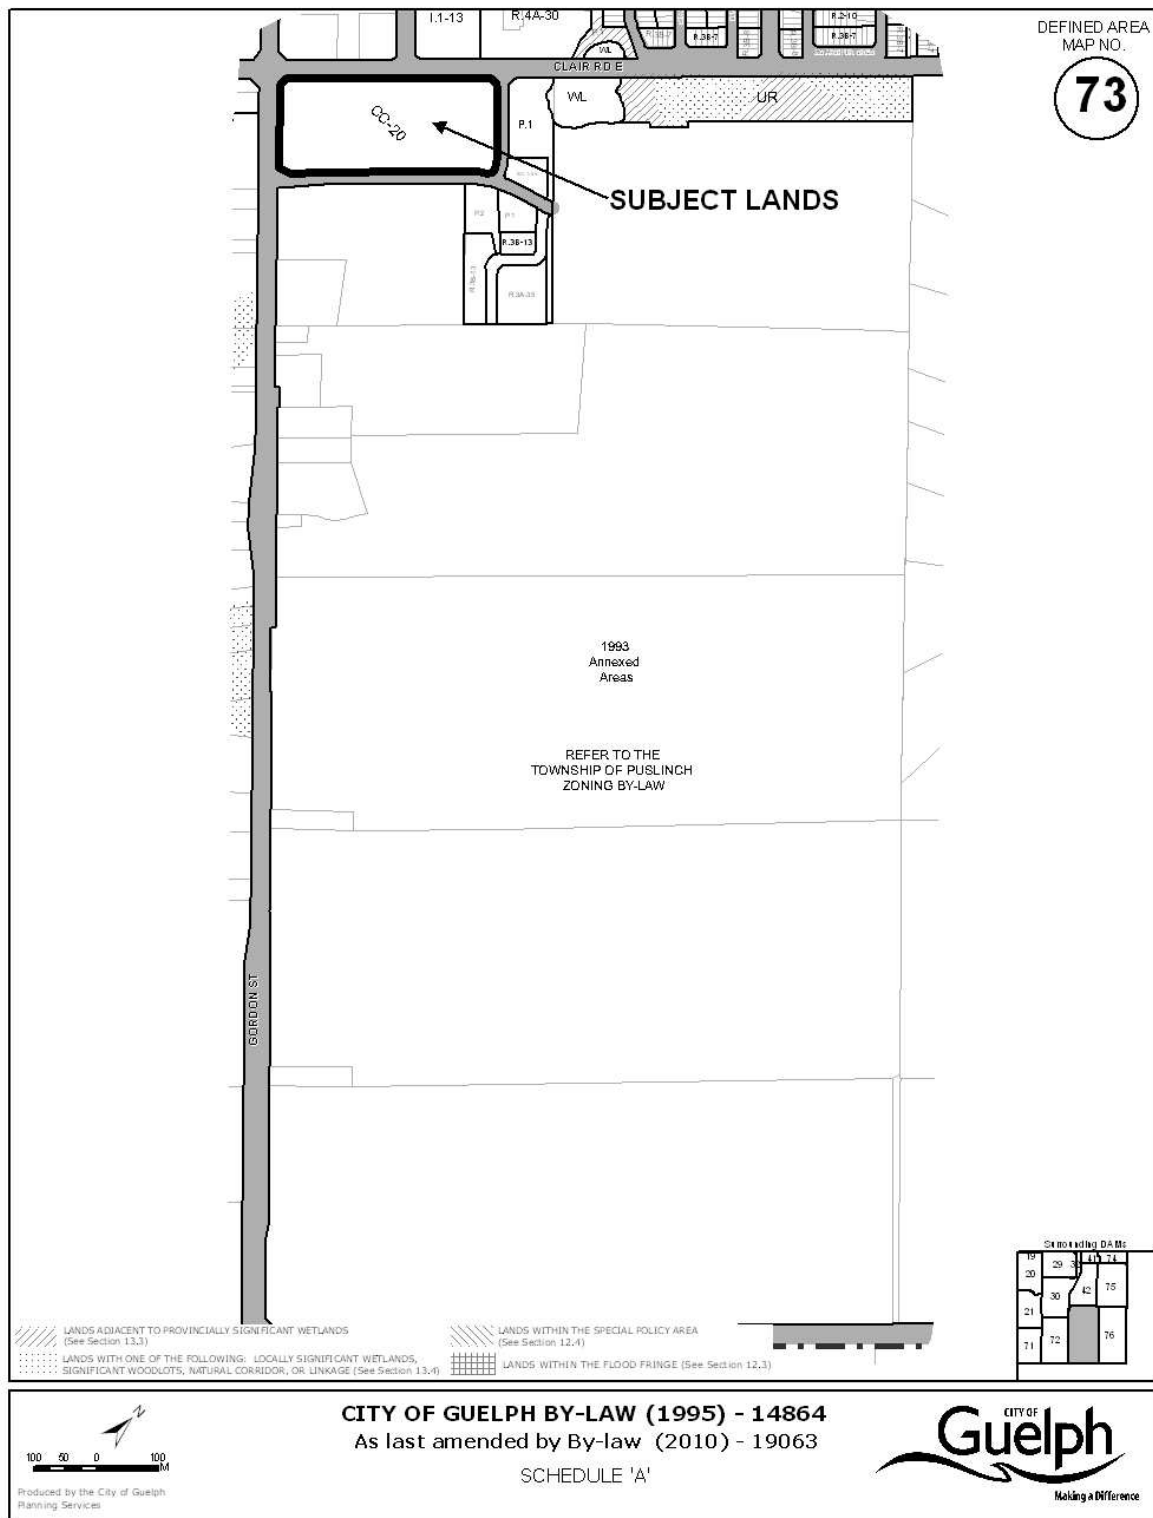 DEFINED AREA
MAP NO.
73
I.1-13
R.4A-30
R.3B-7
R.2-10
R.3B-7
WL
CLAIR RD E
CC-20
P.1
WL
UR
SUBJECT LANDS
P.2
P.1
R.3B-13
R.3A-35
1993
Annexed
Areas
REFER TO THE
TOWNSHIP OF PUSLINCH
ZONING BY-LAW
GORDON ST
Surrounding DAMs
19
29
41
74
20
30
42
75
21
71
72
76
LANDS ADJACENT TO PROVINCIALLY SIGNIFICANT WETLANDS
(See Section 13.3)
LANDS WITH ONE OF THE FOLLOWING: LOCALLY SIGNIFICANT WETLANDS,
SIGNIFICANT WOODLOTS, NATURAL CORRIDOR, OR LINKAGE (See Section 13.4)
LANDS WITHIN THE SPECIAL POLICY AREA
(See Section 12.4)
LANDS WITHIN THE FLOOD FRINGE (See Section 12.3)
N
100 50 0 100
M
Produced by the City of Guelph
Planning Services
CITY OF GUELPH BY-LAW (1995) - 14864
As last amended by By-law (2010) - 19063
SCHEDULE 'A'
CITY OF
Guelph
Making a Difference